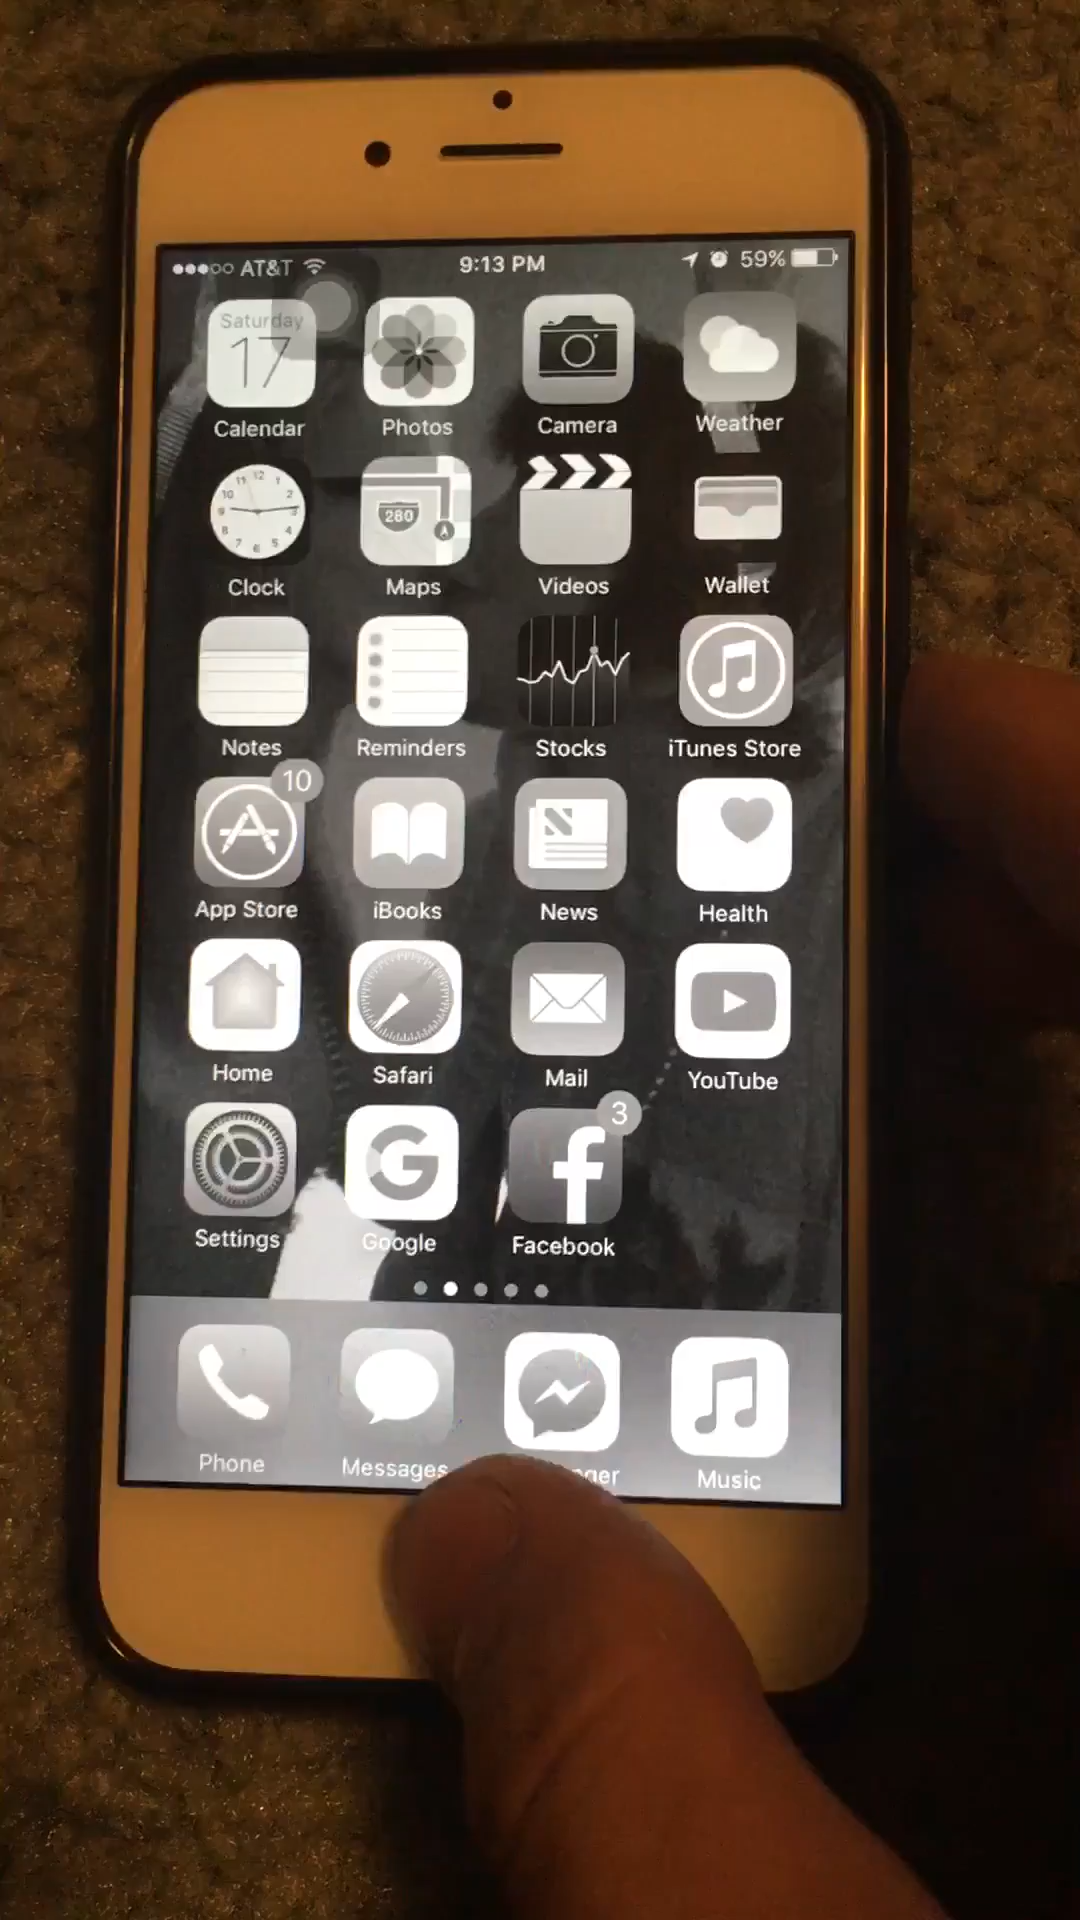 AT&T 9:13 PM 59%
Saturday
17
Calendar Photos Camera Weather
280
Clock Maps Videos Wallet
Notes Reminders Stocks iTunes Store
10
App Store iBooks News Health
Home Safari Mail YouTube
3
G f
Settings Google Facebook
Phone Messages Music